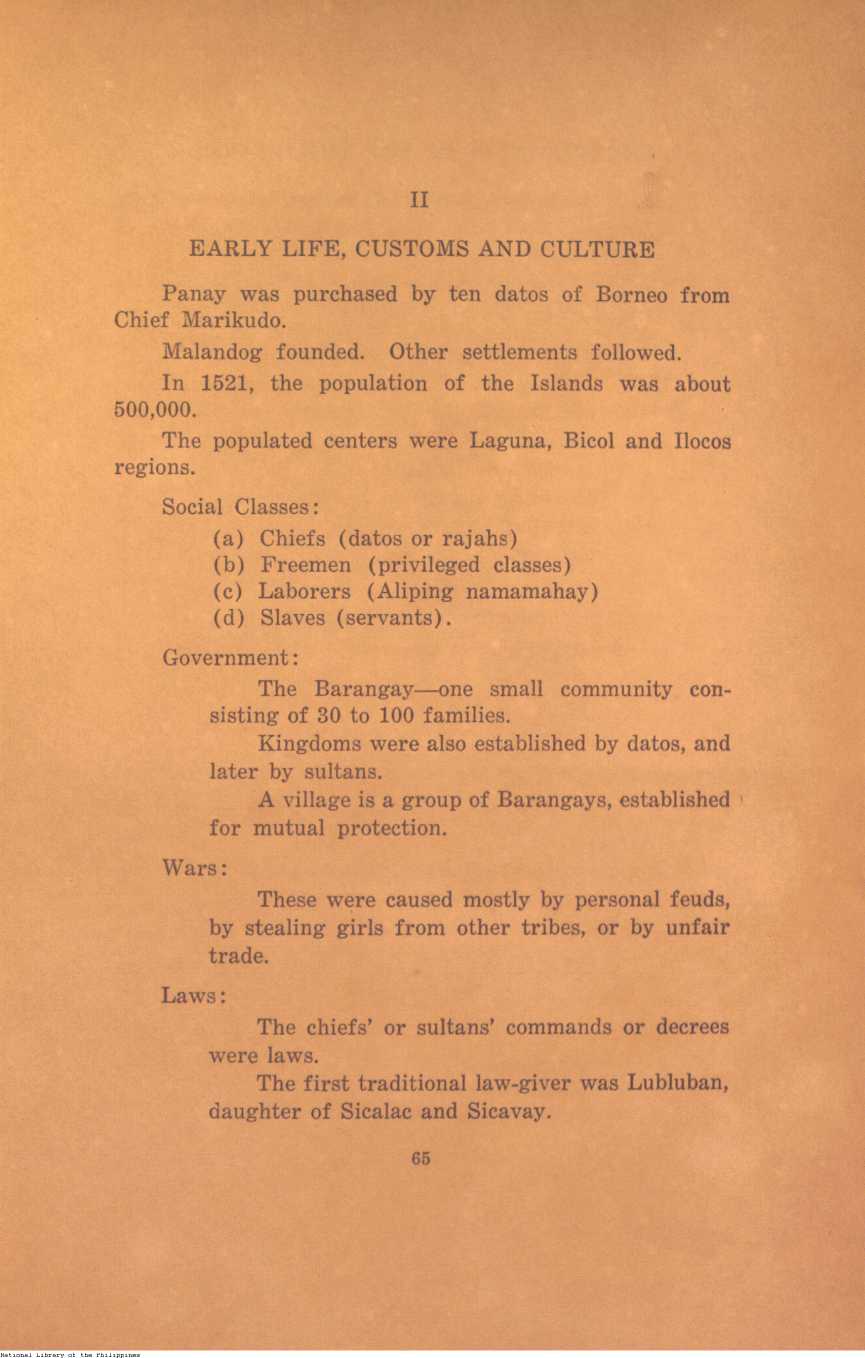 II
EARLY LIFE, CUSTOMS AND CULTURE
Panay was purchased by ten datos of Borneo from
Chief Marikudo.
Malandog founded. Other settlements followed.
In 1521, the population of the Islands was about
500,000.
The populated centers were Laguna, Bicol and Ilocos
regions.
Social Classes:
(a) Chiefs (datos or rajahs)
(b) Freemen (privileged classes)
(c) Laborers (Aliping namamahay)
(d) Slaves (servants).
Government:
The Barangay—one small community con-
sisting of 30 to 100 families.
Kingdoms were also established by datos, and
later by sultans.
A village is a group of Barangays, established
for mutual protection.
Wars:
These were caused mostly by personal feuds,
by stealing girls from other tribes, or by unfair
trade.
Laws:
The chiefs' or sultans' commands or decrees
were laws.
The first traditional law-giver was Lubluban,
daughter of Sicalac and Sicavay.
65
National Library of the Philippines